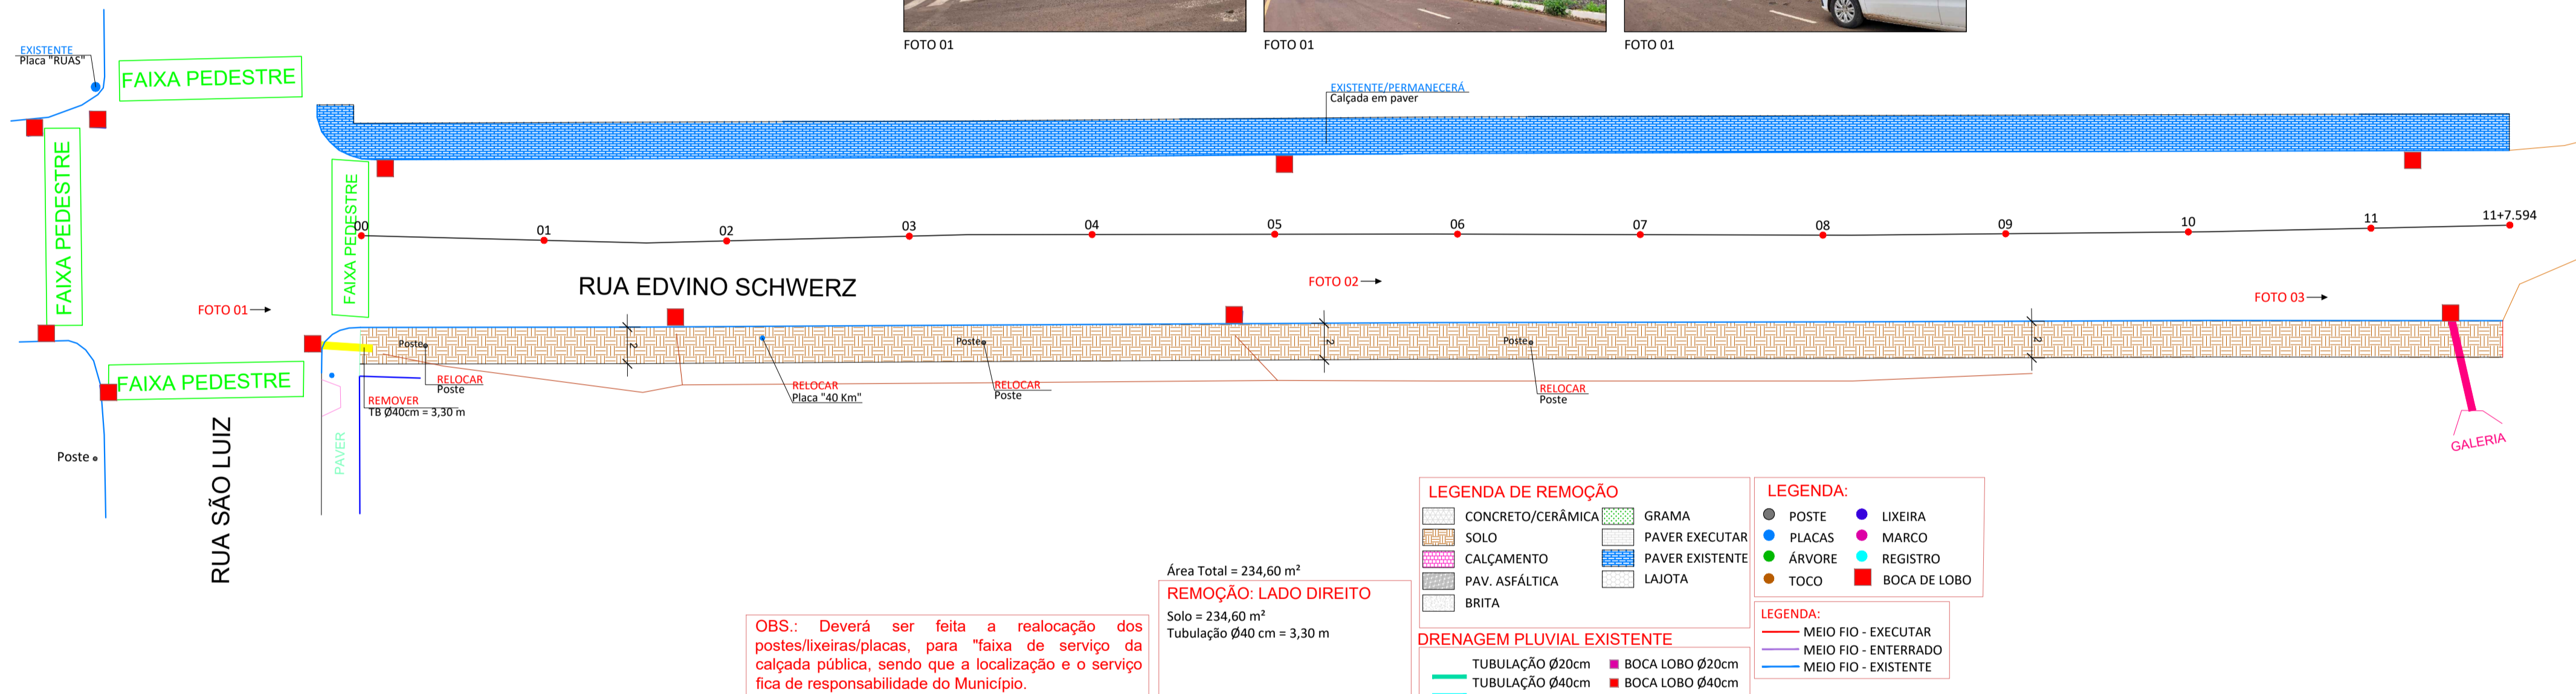 FOTO 01
FOTO 01
FOTO 01
EXISTENTE
Placa "RUAS"
FAIXA PEDESTRE
EXISTENTE/PERMANECERÁ
Calçada em paver
FAIXA PEDESTRE
FAIXA PEDESTRE
00
01
02
03
04
05
06
07
08
09
10
11
11+7.594
RUA EDVINO SCHWERZ
FOTO 01
FOTO 02
FOTO 03
Poste
2
Poste
2
Poste
2
FAIXA PEDESTRE
RELOCAR
Poste
REMOVER
TB Ø40cm = 3,30 m
RELOCAR
Placa "40 Km"
RELOCAR
Poste
RELOCAR
Poste
PAVER
GALERIA
Poste
RUA SÃO LUIZ
LEGENDA DE REMOÇÃO
CONCRETO/CERÂMICA
GRAMA
SOLO
PAVER EXECUTAR
CALÇAMENTO
PAVER EXISTENTE
PAV. ASFÁLTICA
LAJOTA
BRITA
LEGENDA:
POSTE
LIXEIRA
PLACAS
MARCO
ÁRVORE
REGISTRO
TOCO
BOCA DE LOBO
Área Total = 234,60 m²
REMOÇÃO: LADO DIREITO
Solo = 234,60 m²
Tubulação Ø40 cm = 3,30 m
OBS.: Deverá ser feita a realocação dos
postes/lixeiras/placas, para "faixa de serviço da
calçada pública, sendo que a localização e o serviço
fica de responsabilidade do Município.
LEGENDA:
MEIO FIO - EXECUTAR
MEIO FIO - ENTERRADO
MEIO FIO - EXISTENTE
DRENAGEM PLUVIAL EXISTENTE
TUBULAÇÃO Ø20cm
BOCA LOBO Ø20cm
TUBULAÇÃO Ø40cm
BOCA LOBO Ø40cm